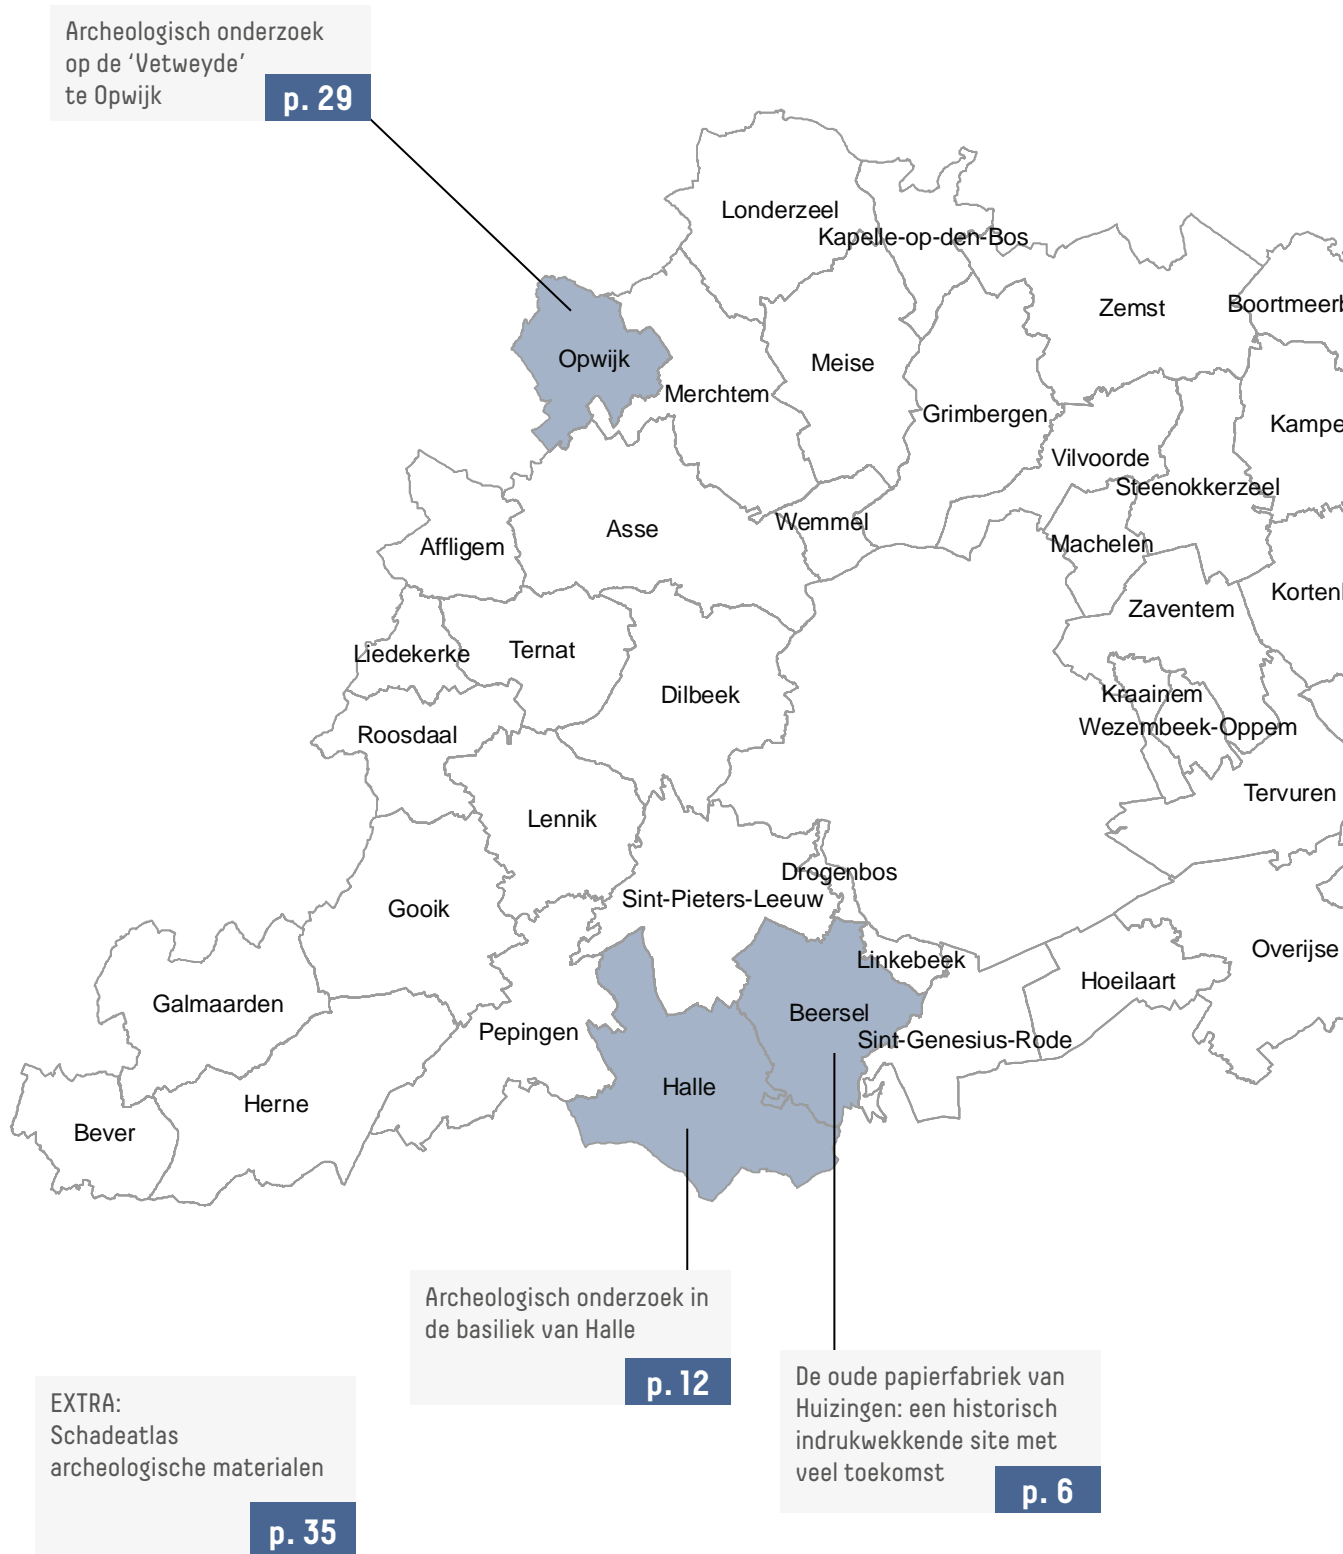 Archeologisch onderzoek
op de ‘Vetweyde’
te Opwijk
p. 29
Londerzeel
Kapelle-op-den-Bos
Zemst
Boortmeerb
Opwijk
Meise
Merchtem
Grimbergen
Kampe
Vilvoorde
Steenokkerzeel
Wemmel
Asse
Affligem
Machelen
Korten
Zaventem
Liedekerke
Ternat
Dilbeek
Kraainem
Wezembeek-Oppem
Roosdaal
Tervuren
Lennik
Drogenbos
Sint-Pieters-Leeuw
Gooik
Overijse
Linkebeek
Hoeilaart
Galmaarden
Beersel
Pepingen
Sint-Genesius-Rode
Halle
Herne
Bever
Archeologisch onderzoek in
de basiliek van Halle
p. 12
De oude papierfabriek van
Huizingen: een historisch
indrukwekkende site met
veel toekomst
p. 6
EXTRA:
Schadeatlas
archeologische materialen
p. 35